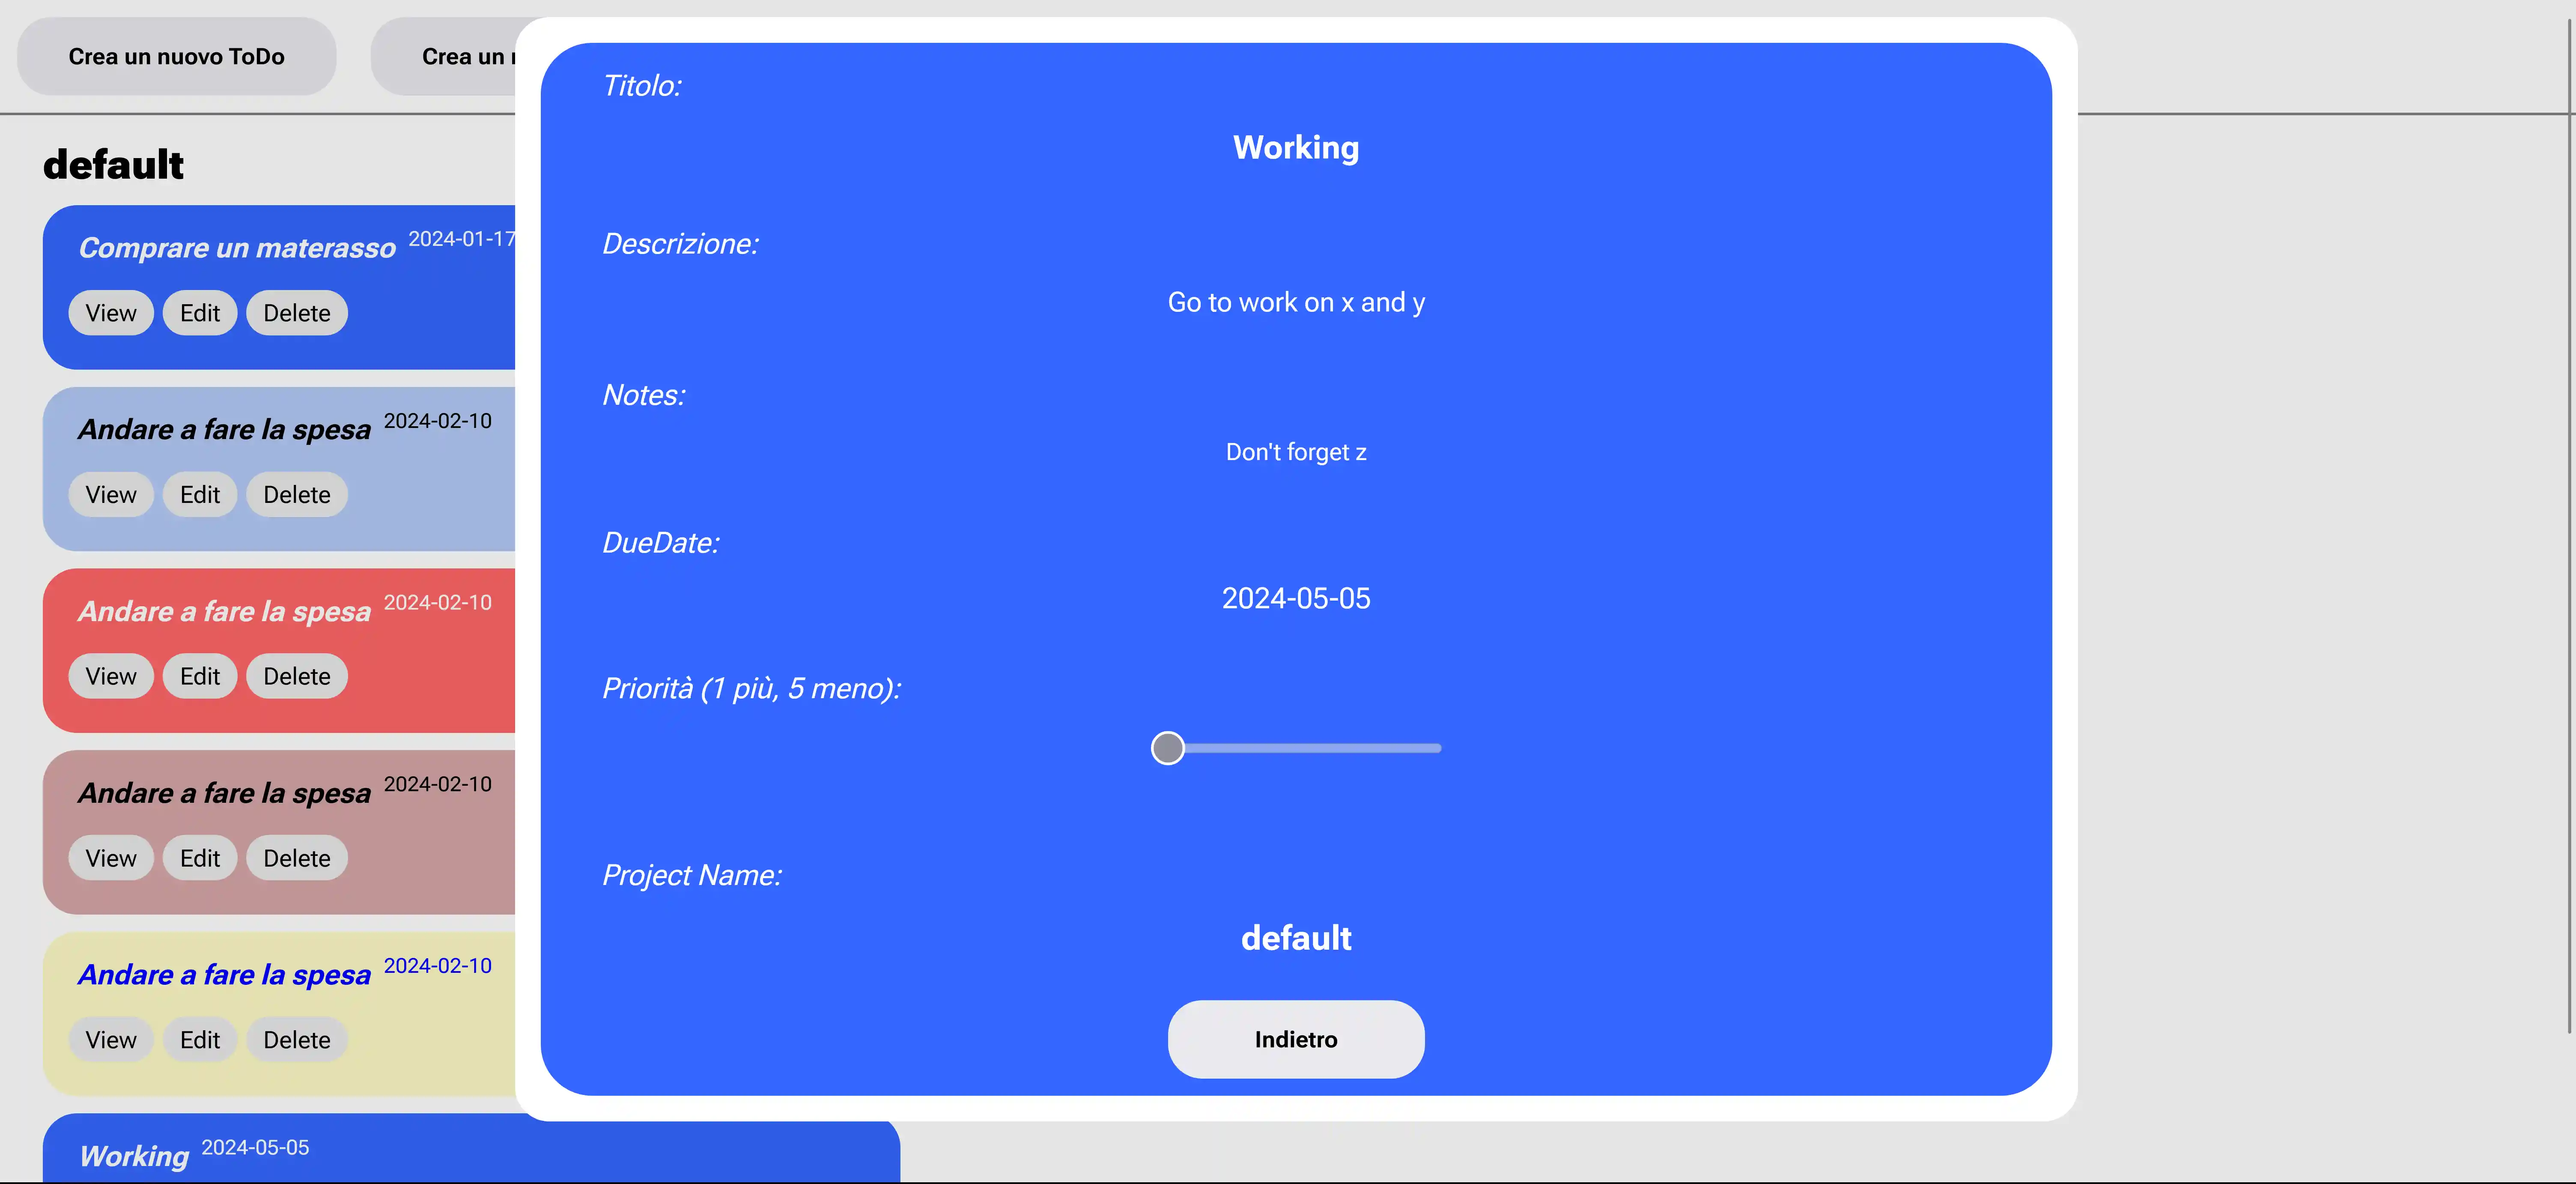 Crea un nuovo ToDo
Crea un
default
Comprare un materasso 2024-01-17
View Edit Delete
Andare a fare la spesa 2024-02-10
View Edit Delete
Andare a fare la spesa 2024-02-10
View Edit Delete
Andare a fare la spesa 2024-02-10
View Edit Delete
Andare a fare la spesa 2024-02-10
View Edit Delete
Working 2024-05-05
Titolo:
Working
Descrizione:
Go to work on x and y
Notes:
Don't forget z
DueDate:
2024-05-05
Priorità (1 più, 5 meno):
Project Name:
default
Indietro